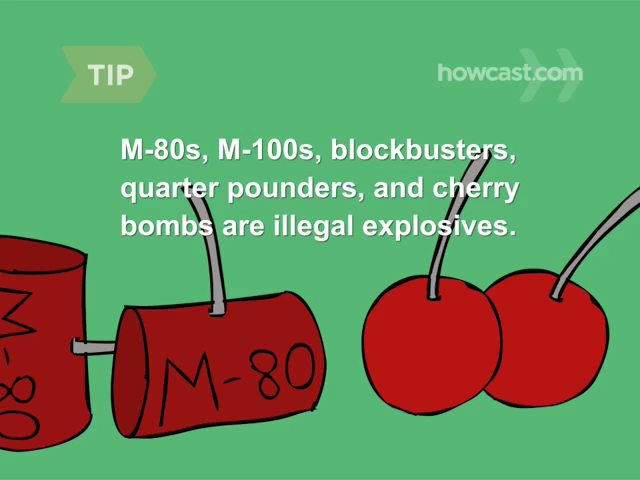 TIP
howcast.com
M-80s, M-100s, blockbusters,
quarter pounders, and cherry
bombs are illegal explosives.
M-80
M-80